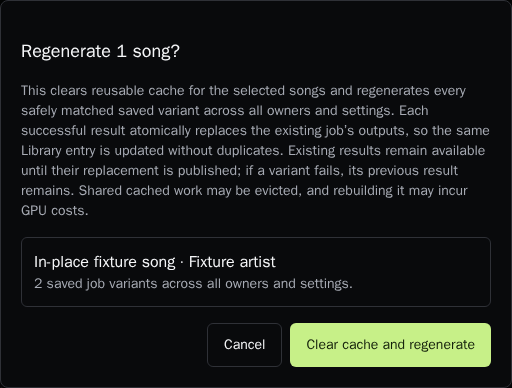 Regenerate 1 song?
This clears reusable cache for the selected songs and regenerates every
safely matched saved variant across all owners and settings. Each
successful result atomically replaces the existing job's outputs, so the same
Library entry is updated without duplicates. Existing results remain available
until their replacement is published; if a variant fails, its previous result
remains. Shared cached work may be evicted, and rebuilding it may incur
GPU costs.
In-place fixture song · Fixture artist
2 saved job variants across all owners and settings.
Cancel
Clear cache and regenerate